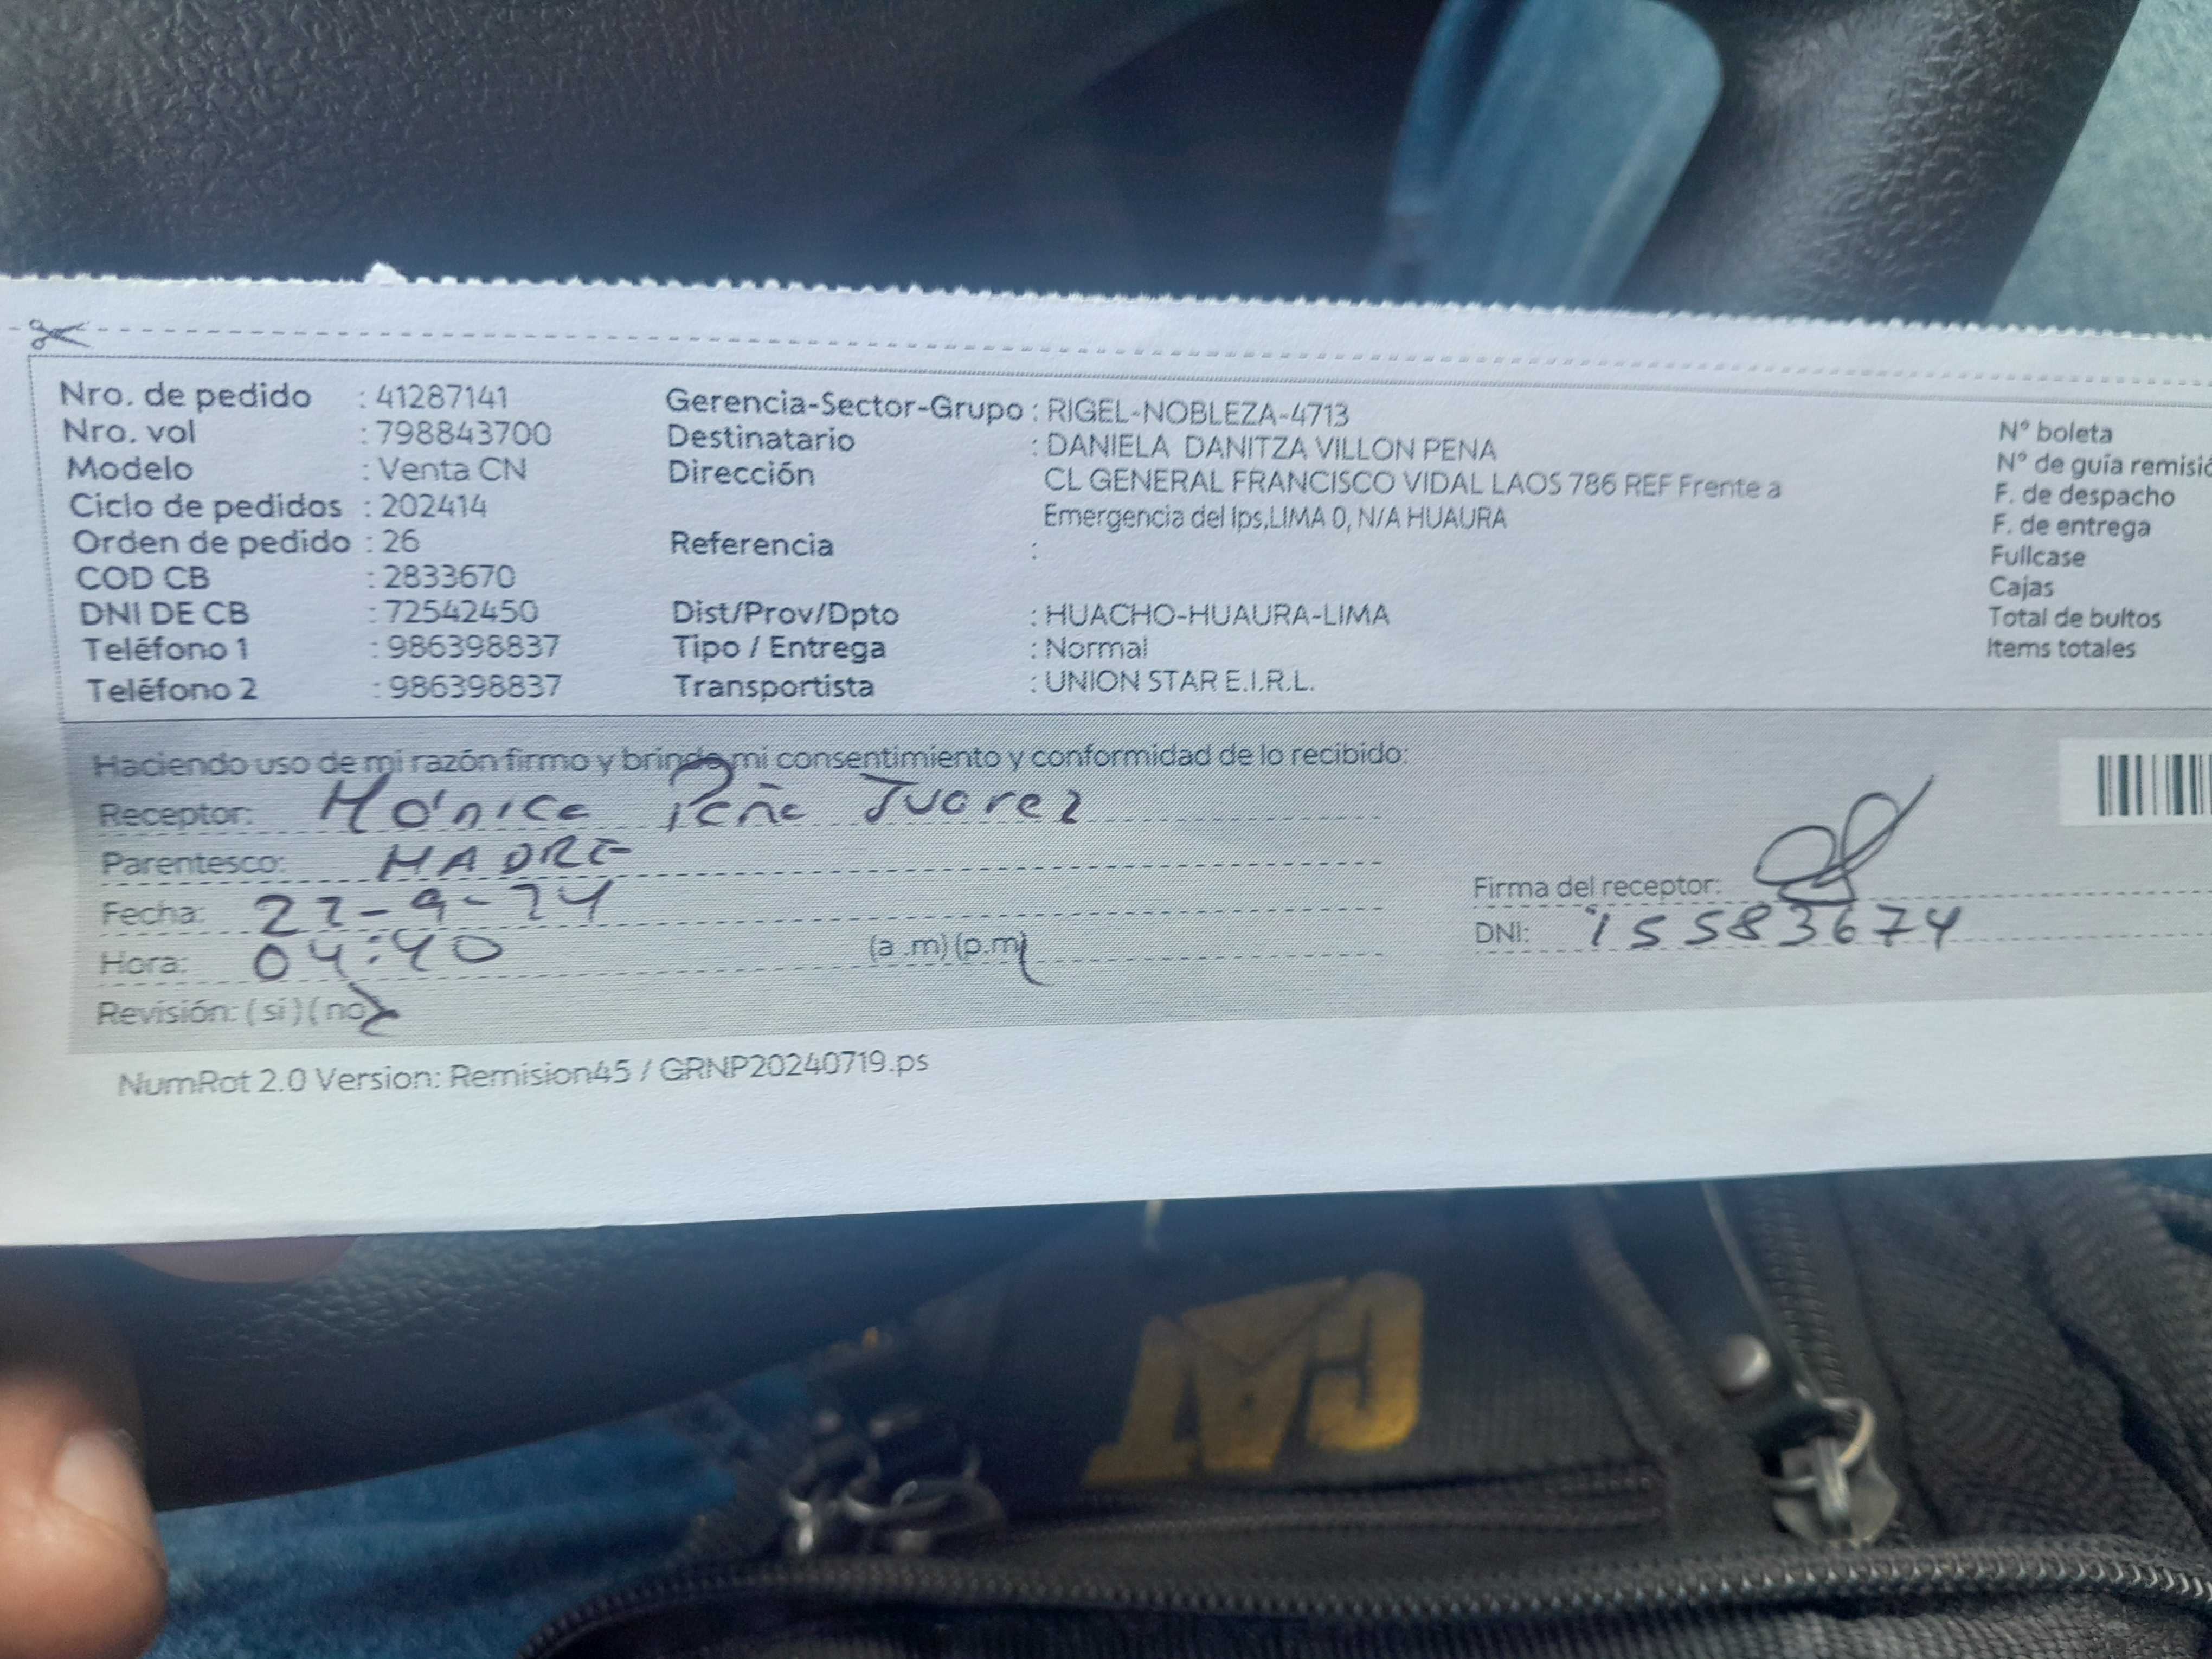 Nro. de pedido : 41287141
Nro. vol : 798843700
Modelo : Venta CN
Ciclo de pedidos : 202414
Orden de pedido : 26
COD CB : 2833670
DNI DE CB : 72542450
Teléfono 1 : 986398837
Teléfono 2 : 986398837
Gerencia-Sector-Grupo : RIGEL-NOBLEZA-4713
Destinatario : DANIELA DANITZA VILLON PENA
Dirección CL GENERAL FRANCISCO VIDAL LAOS 786 REF Frente a
Emergencia del Ips,LIMA 0, N/A HUAURA
Referencia :
Dist/Prov/Dpto : HUACHO-HUAURA-LIMA
Tipo / Entrega : Normal
Transportista : UNION STAR E.I.R.L.
N° boleta
N° de guía remisió
F. de despacho
F. de entrega
Fullcase
Cajas
Total de bultos
Items totales
Haciendo uso de mi razón firmo y brindo mi consentimiento y conformidad de lo recibido:
Receptor: Mónica Peña Juarez
Parentesco: MADRE
Fecha: 22-9-24
Hora: 04:40 (a .m) (p.m)
Revisión: ( si ) ( no )
Firma del receptor:
DNI: 15583674
NumRot 2.0 Version: Remision45 / GRNP20240719.ps
CAT